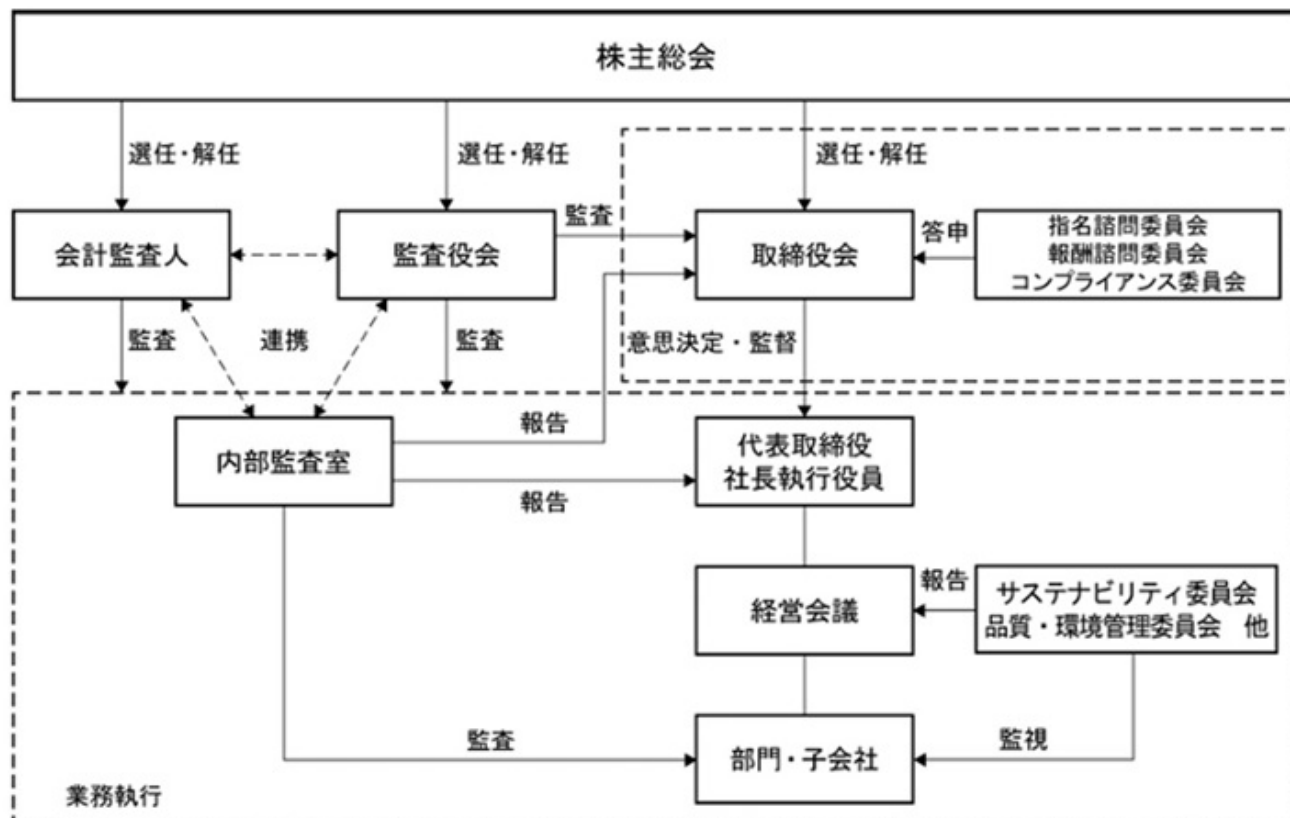 株主総会
選任・解任
選任・解任
選任・解任
会計監査人
監査役会
監査
取締役会
答申
指名諮問委員会
報酬諮問委員会
コンプライアンス委員会
監査
連携
監査
意思決定・監督
内部監査室
報告
報告
代表取締役
社長執行役員
経営会議
報告
サステナビリティ委員会
品質・環境管理委員会　他
監査
部門・子会社
監視
業務執行